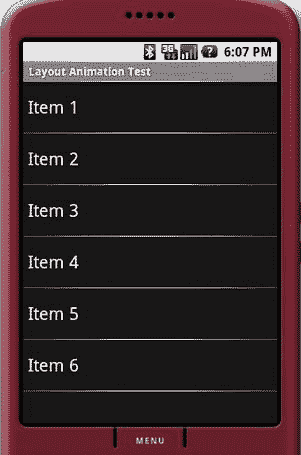 3G
6:07 PM
Layout Animation Test
Item 1
Item 2
Item 3
Item 4
Item 5
Item 6
MENU